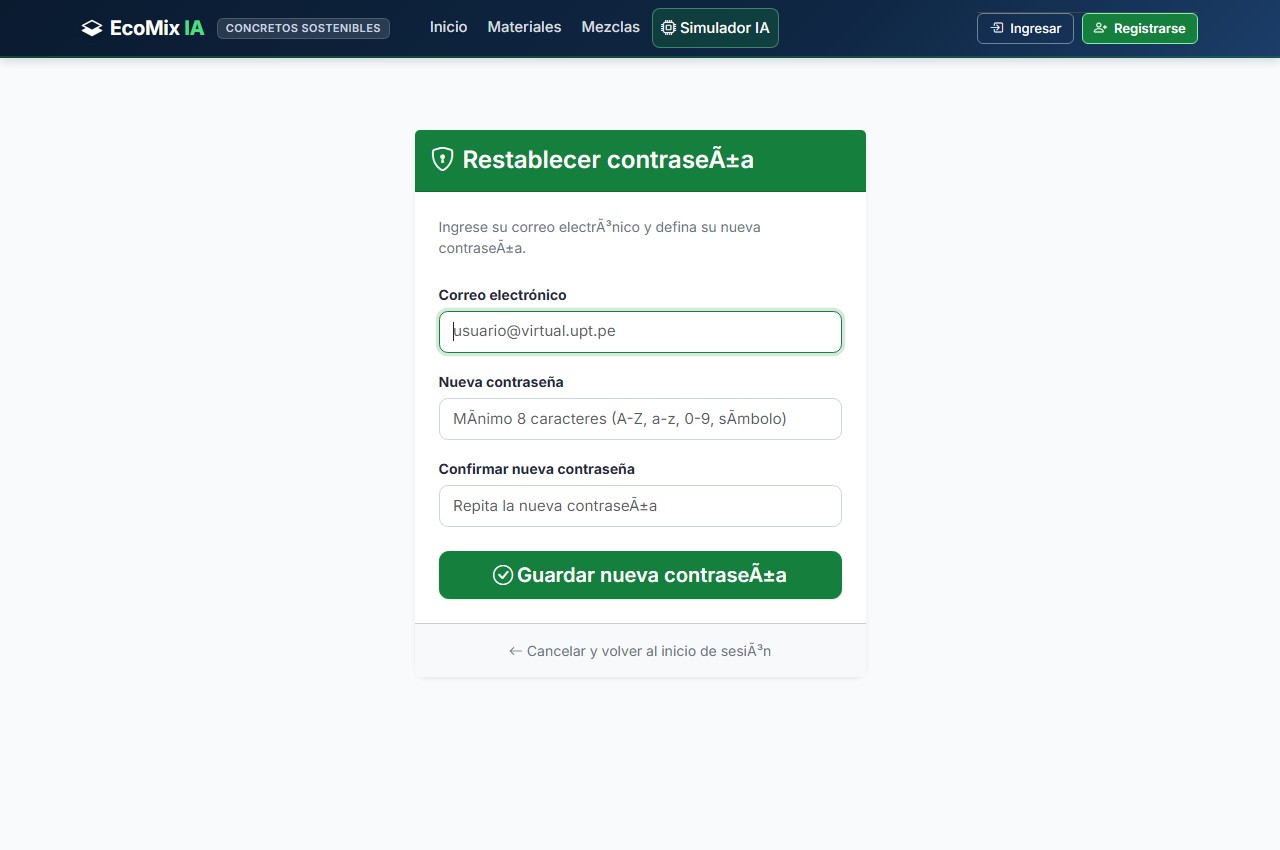 EcoMix IA
CONCRETOS SOSTENIBLES
Inicio
Materiales
Mezclas
Simulador IA
Ingresar
Registrarse
Restablecer contraseÃ±a
Ingrese su correo electrÃ³nico y defina su nueva
contraseÃ±a.
Correo electrónico
usuario@virtual.upt.pe
Nueva contraseña
MÃnimo 8 caracteres (A-Z, a-z, 0-9, sÃmbolo)
Confirmar nueva contraseña
Repita la nueva contraseÃ±a
Guardar nueva contraseÃ±a
← Cancelar y volver al inicio de sesiÃ³n